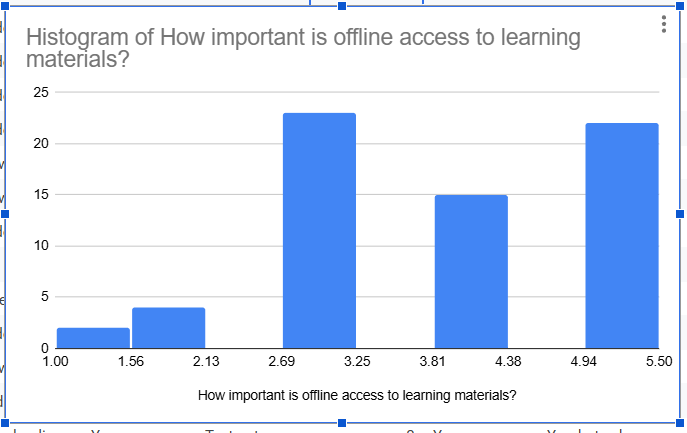 Histogram of How important is offline access to learning
materials?
25
20
15
10
5
0
1.00 1.56 2.13 2.69 3.25 3.81 4.38 4.94 5.50
How important is offline access to learning materials?